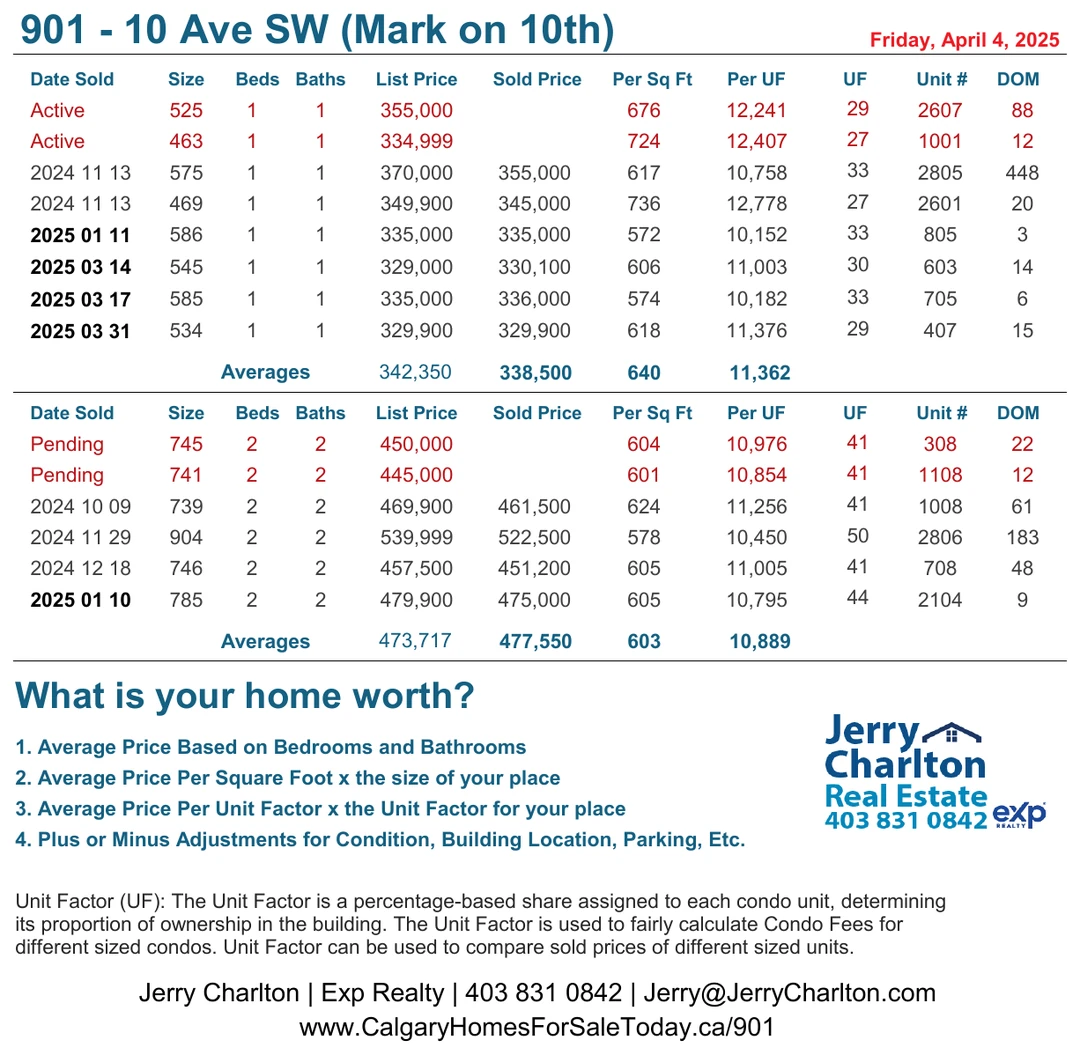 901 - 10 Ave SW (Mark on 10th)
Friday, April 4, 2025
Date Sold Size Beds Baths List Price Sold Price Per Sq Ft Per UF UF Unit # DOM
Active 525 1 1 355,000 676 12,241 29 2607 88
Active 463 1 1 334,999 724 12,407 27 1001 12
2024 11 13 575 1 1 370,000 355,000 617 10,758 33 2805 448
2024 11 13 469 1 1 349,900 345,000 736 12,778 27 2601 20
2025 01 11 586 1 1 335,000 335,000 572 10,152 33 805 3
2025 03 14 545 1 1 329,000 330,100 606 11,003 30 603 14
2025 03 17 585 1 1 335,000 336,000 574 10,182 33 705 6
2025 03 31 534 1 1 329,900 329,900 618 11,376 29 407 15
Averages 342,350 338,500 640 11,362
Date Sold Size Beds Baths List Price Sold Price Per Sq Ft Per UF UF Unit # DOM
Pending 745 2 2 450,000 604 10,976 41 308 22
Pending 741 2 2 445,000 601 10,854 41 1108 12
2024 10 09 739 2 2 469,900 461,500 624 11,256 41 1008 61
2024 11 29 904 2 2 539,999 522,500 578 10,450 50 2806 183
2024 12 18 746 2 2 457,500 451,200 605 11,005 41 708 48
2025 01 10 785 2 2 479,900 475,000 605 10,795 44 2104 9
Averages 473,717 477,550 603 10,889
What is your home worth?
1. Average Price Based on Bedrooms and Bathrooms
2. Average Price Per Square Foot x the size of your place
3. Average Price Per Unit Factor x the Unit Factor for your place
4. Plus or Minus Adjustments for Condition, Building Location, Parking, Etc.
Jerry
Charlton
Real Estate
403 831 0842
exp
REALTY
Unit Factor (UF): The Unit Factor is a percentage-based share assigned to each condo unit, determining
its proportion of ownership in the building. The Unit Factor is used to fairly calculate Condo Fees for
different sized condos. Unit Factor can be used to compare sold prices of different sized units.
Jerry Charlton | Exp Realty | 403 831 0842 | Jerry@JerryCharlton.com
www.CalgaryHomesForSaleToday.ca/901